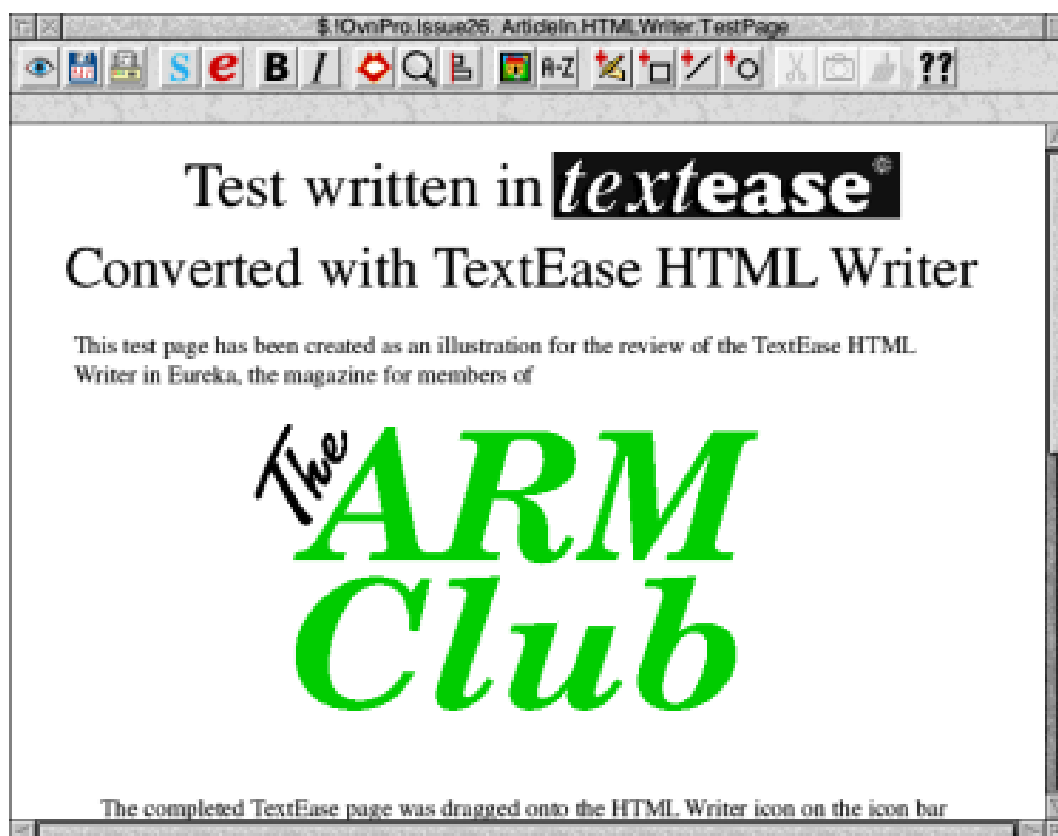 $.!OvnPro.Issue26. ArticleIn.HTMLWriter.TestPage
S e B I A-Z ??
Test written in textease©
Converted with TextEase HTML Writer
This test page has been created as an illustration for the review of the TextEase HTML
Writer in Eureka, the magazine for members of
The ARM
Club
The completed TextEase page was dragged onto the HTML Writer icon on the icon bar